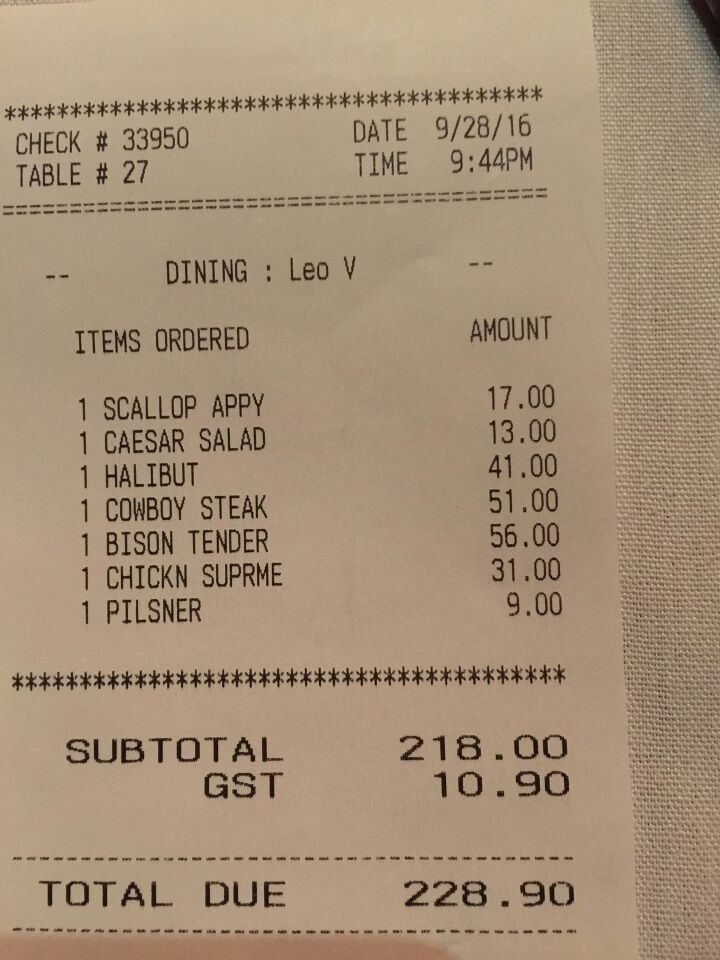 *****************************************
CHECK # 33950 DATE 9/28/16
TABLE # 27 TIME 9:44PM
=========================================
-- DINING : Leo V --
ITEMS ORDERED AMOUNT
1 SCALLOP APPY 17.00
1 CAESAR SALAD 13.00
1 HALIBUT 41.00
1 COWBOY STEAK 51.00
1 BISON TENDER 56.00
1 CHICKN SUPRME 31.00
1 PILSNER 9.00
*****************************************
SUBTOTAL 218.00
GST 10.90
-----------------------------------------
TOTAL DUE 228.90
-----------------------------------------